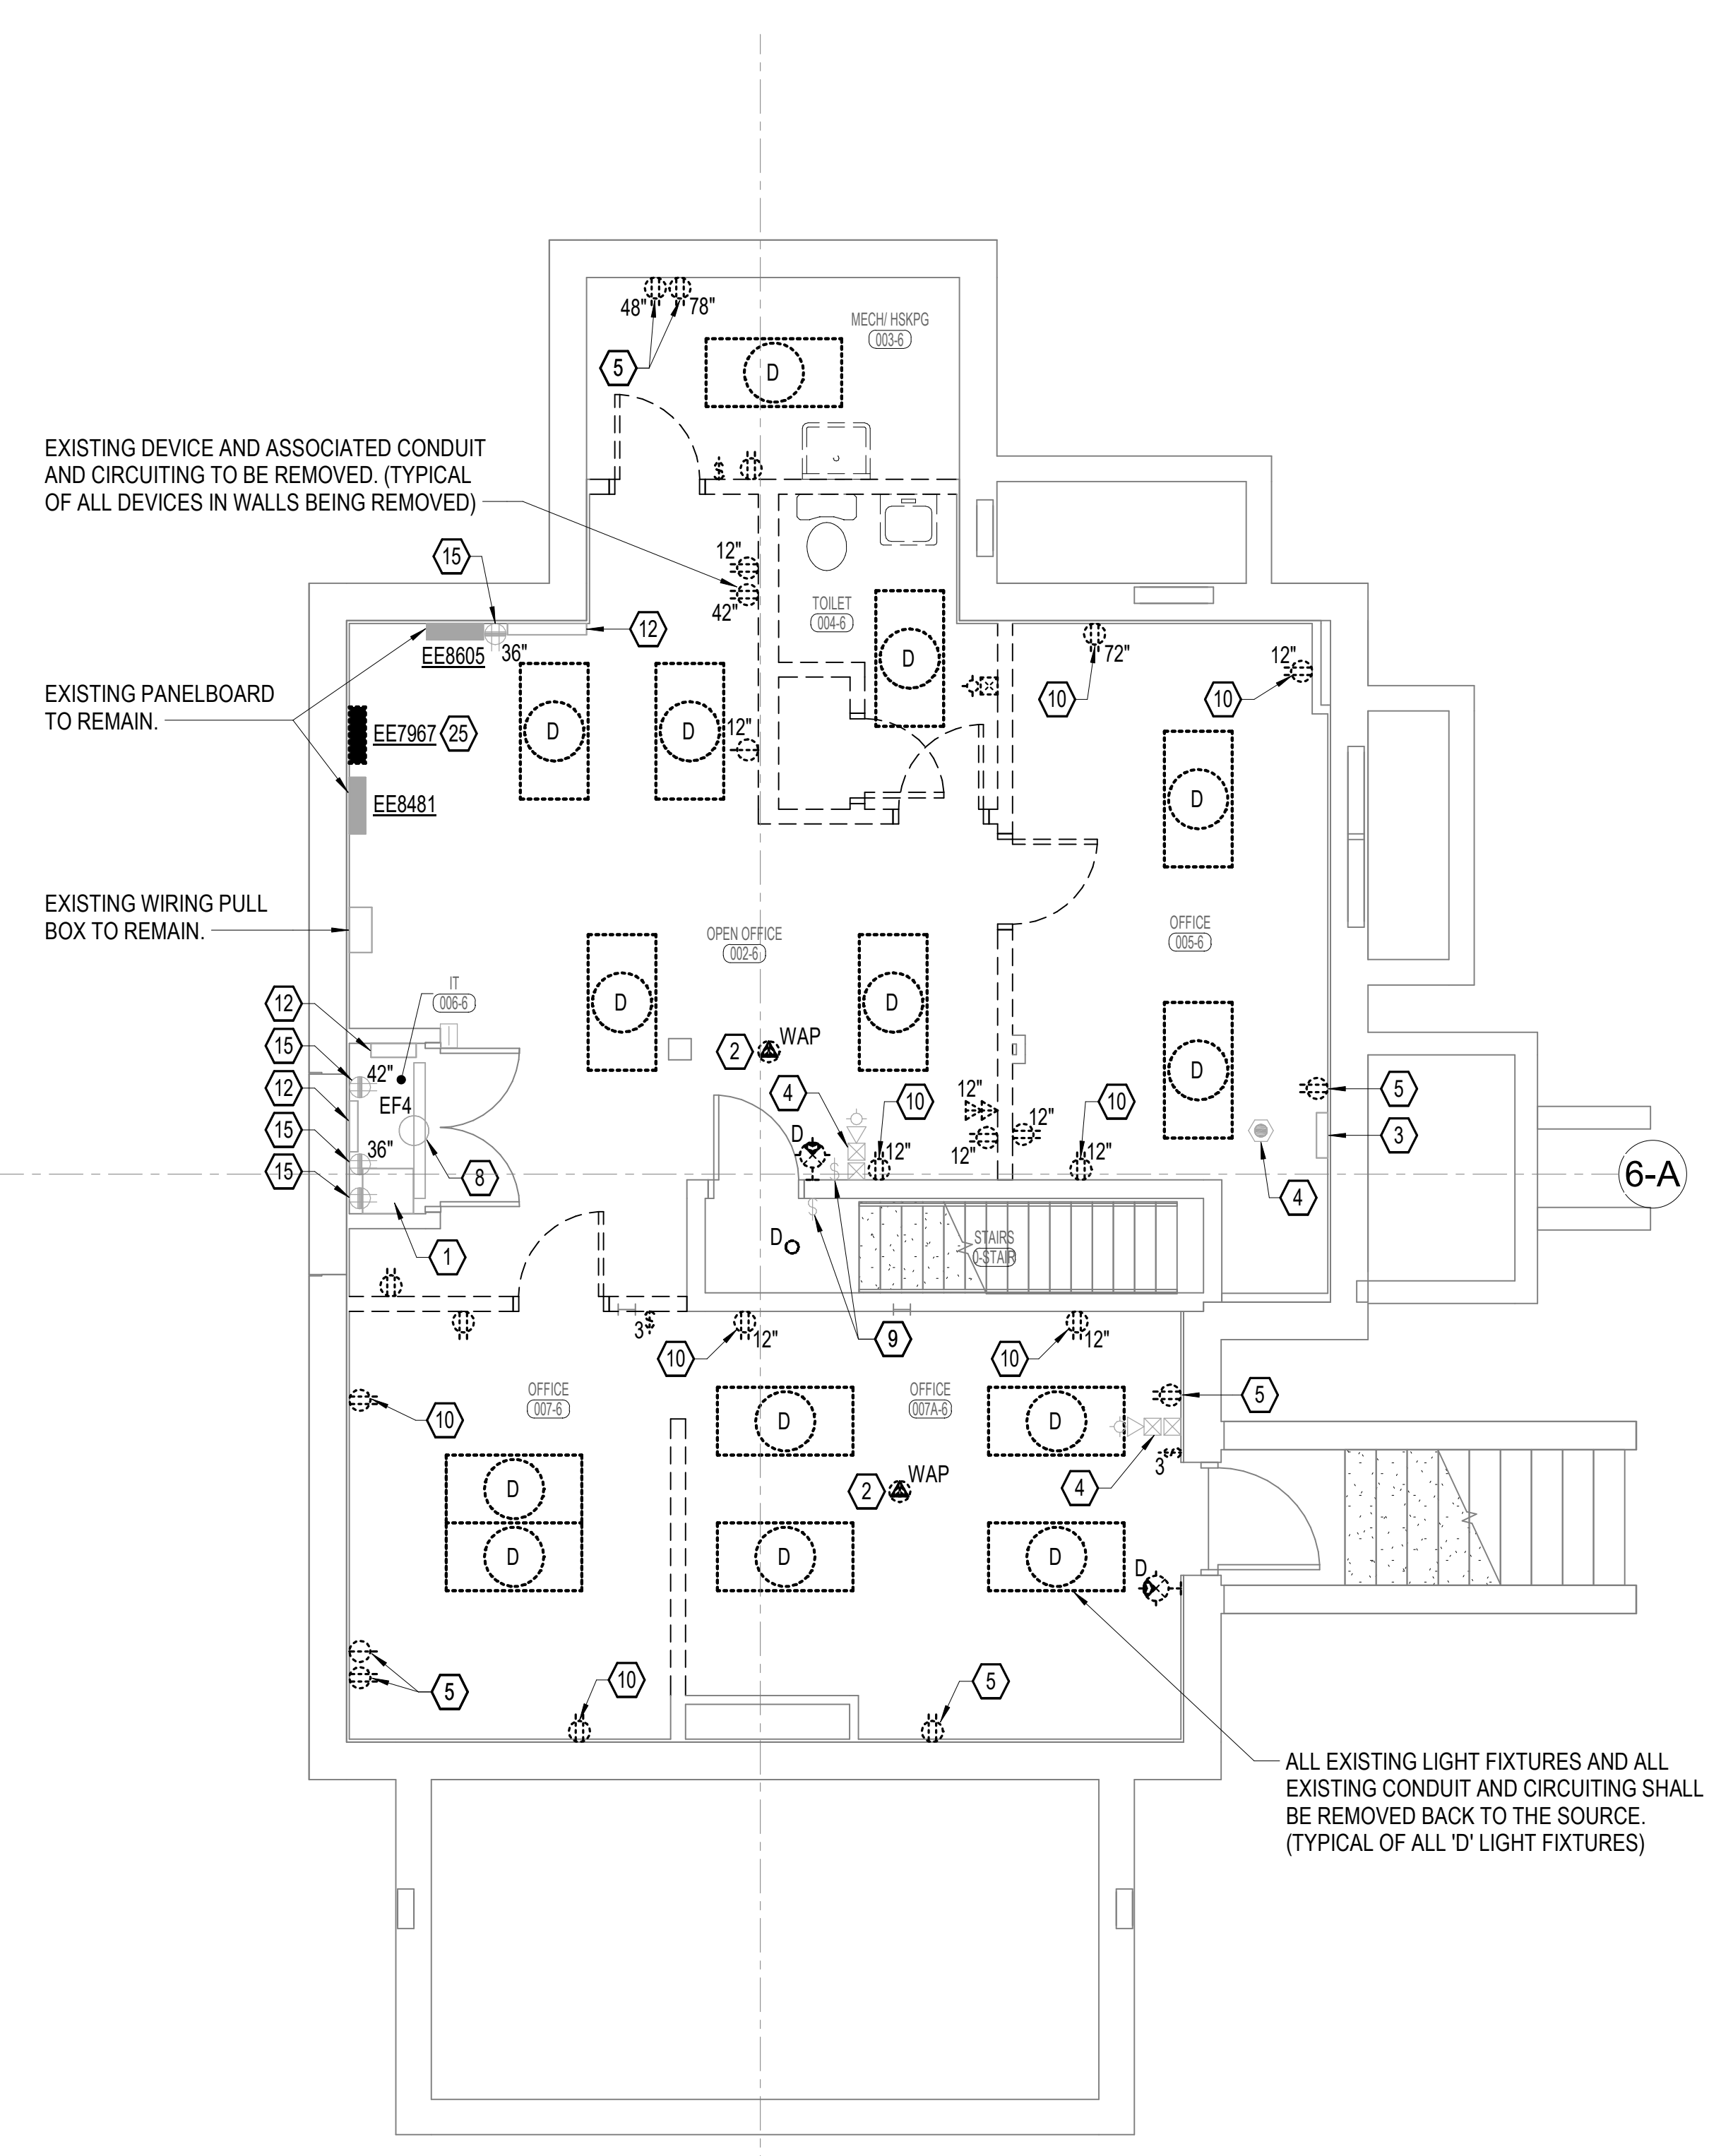 48"
78"
MECH/ HSKPG
003-6
5
D
EXISTING DEVICE AND ASSOCIATED CONDUIT
AND CIRCUITING TO BE REMOVED. (TYPICAL
OF ALL DEVICES IN WALLS BEING REMOVED)
$
15
12"
42"
TOILET
004-6
12
EE8605
36"
D
72"
12"
10
10
EXISTING PANELBOARD
TO REMAIN.
EE7967
25
D
D
12"
D
EE8481
EXISTING WIRING PULL
BOX TO REMAIN.
OPEN OFFICE
002-6
OFFICE
005-6
IT
006-6
12
D
D
15
2
WAP
D
42"
12
EF4
4
10
12"
10
5
15
36"
D
12"
12"
3
15
8
$
12"
12"
6-A
4
1
$
D
STAIRS
0-STAIR
3
$
10
12"
9
10
12"
OFFICE
007-6
OFFICE
007A-6
5
10
D
D
3
$
D
2
WAP
4
D
D
D
D
5
10
5
ALL EXISTING LIGHT FIXTURES AND ALL
EXISTING CONDUIT AND CIRCUITING SHALL
BE REMOVED BACK TO THE SOURCE.
(TYPICAL OF ALL 'D' LIGHT FIXTURES)